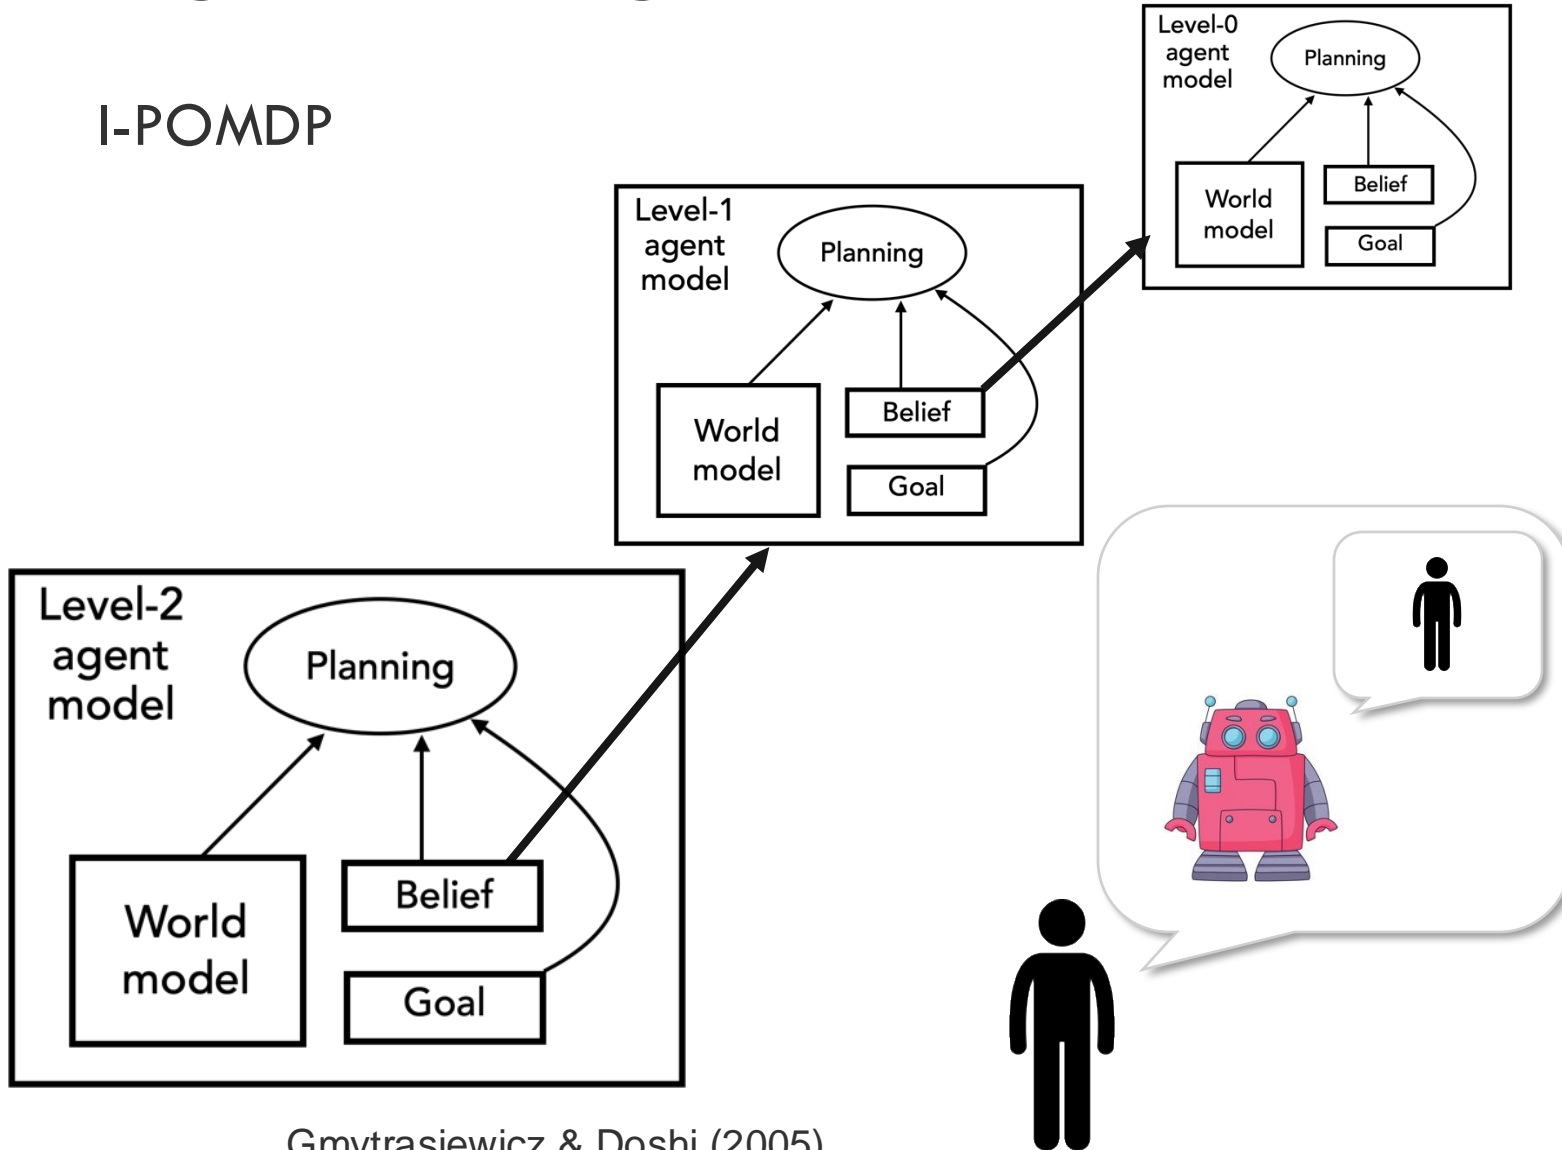 I-POMDP
Level-0
agent
model
Planning
World
model
Belief
Goal
Level-1
agent
model
Planning
World
model
Belief
Goal
Level-2
agent
model
Planning
World
model
Belief
Goal
Gmytrasiewicz & Doshi (2005)